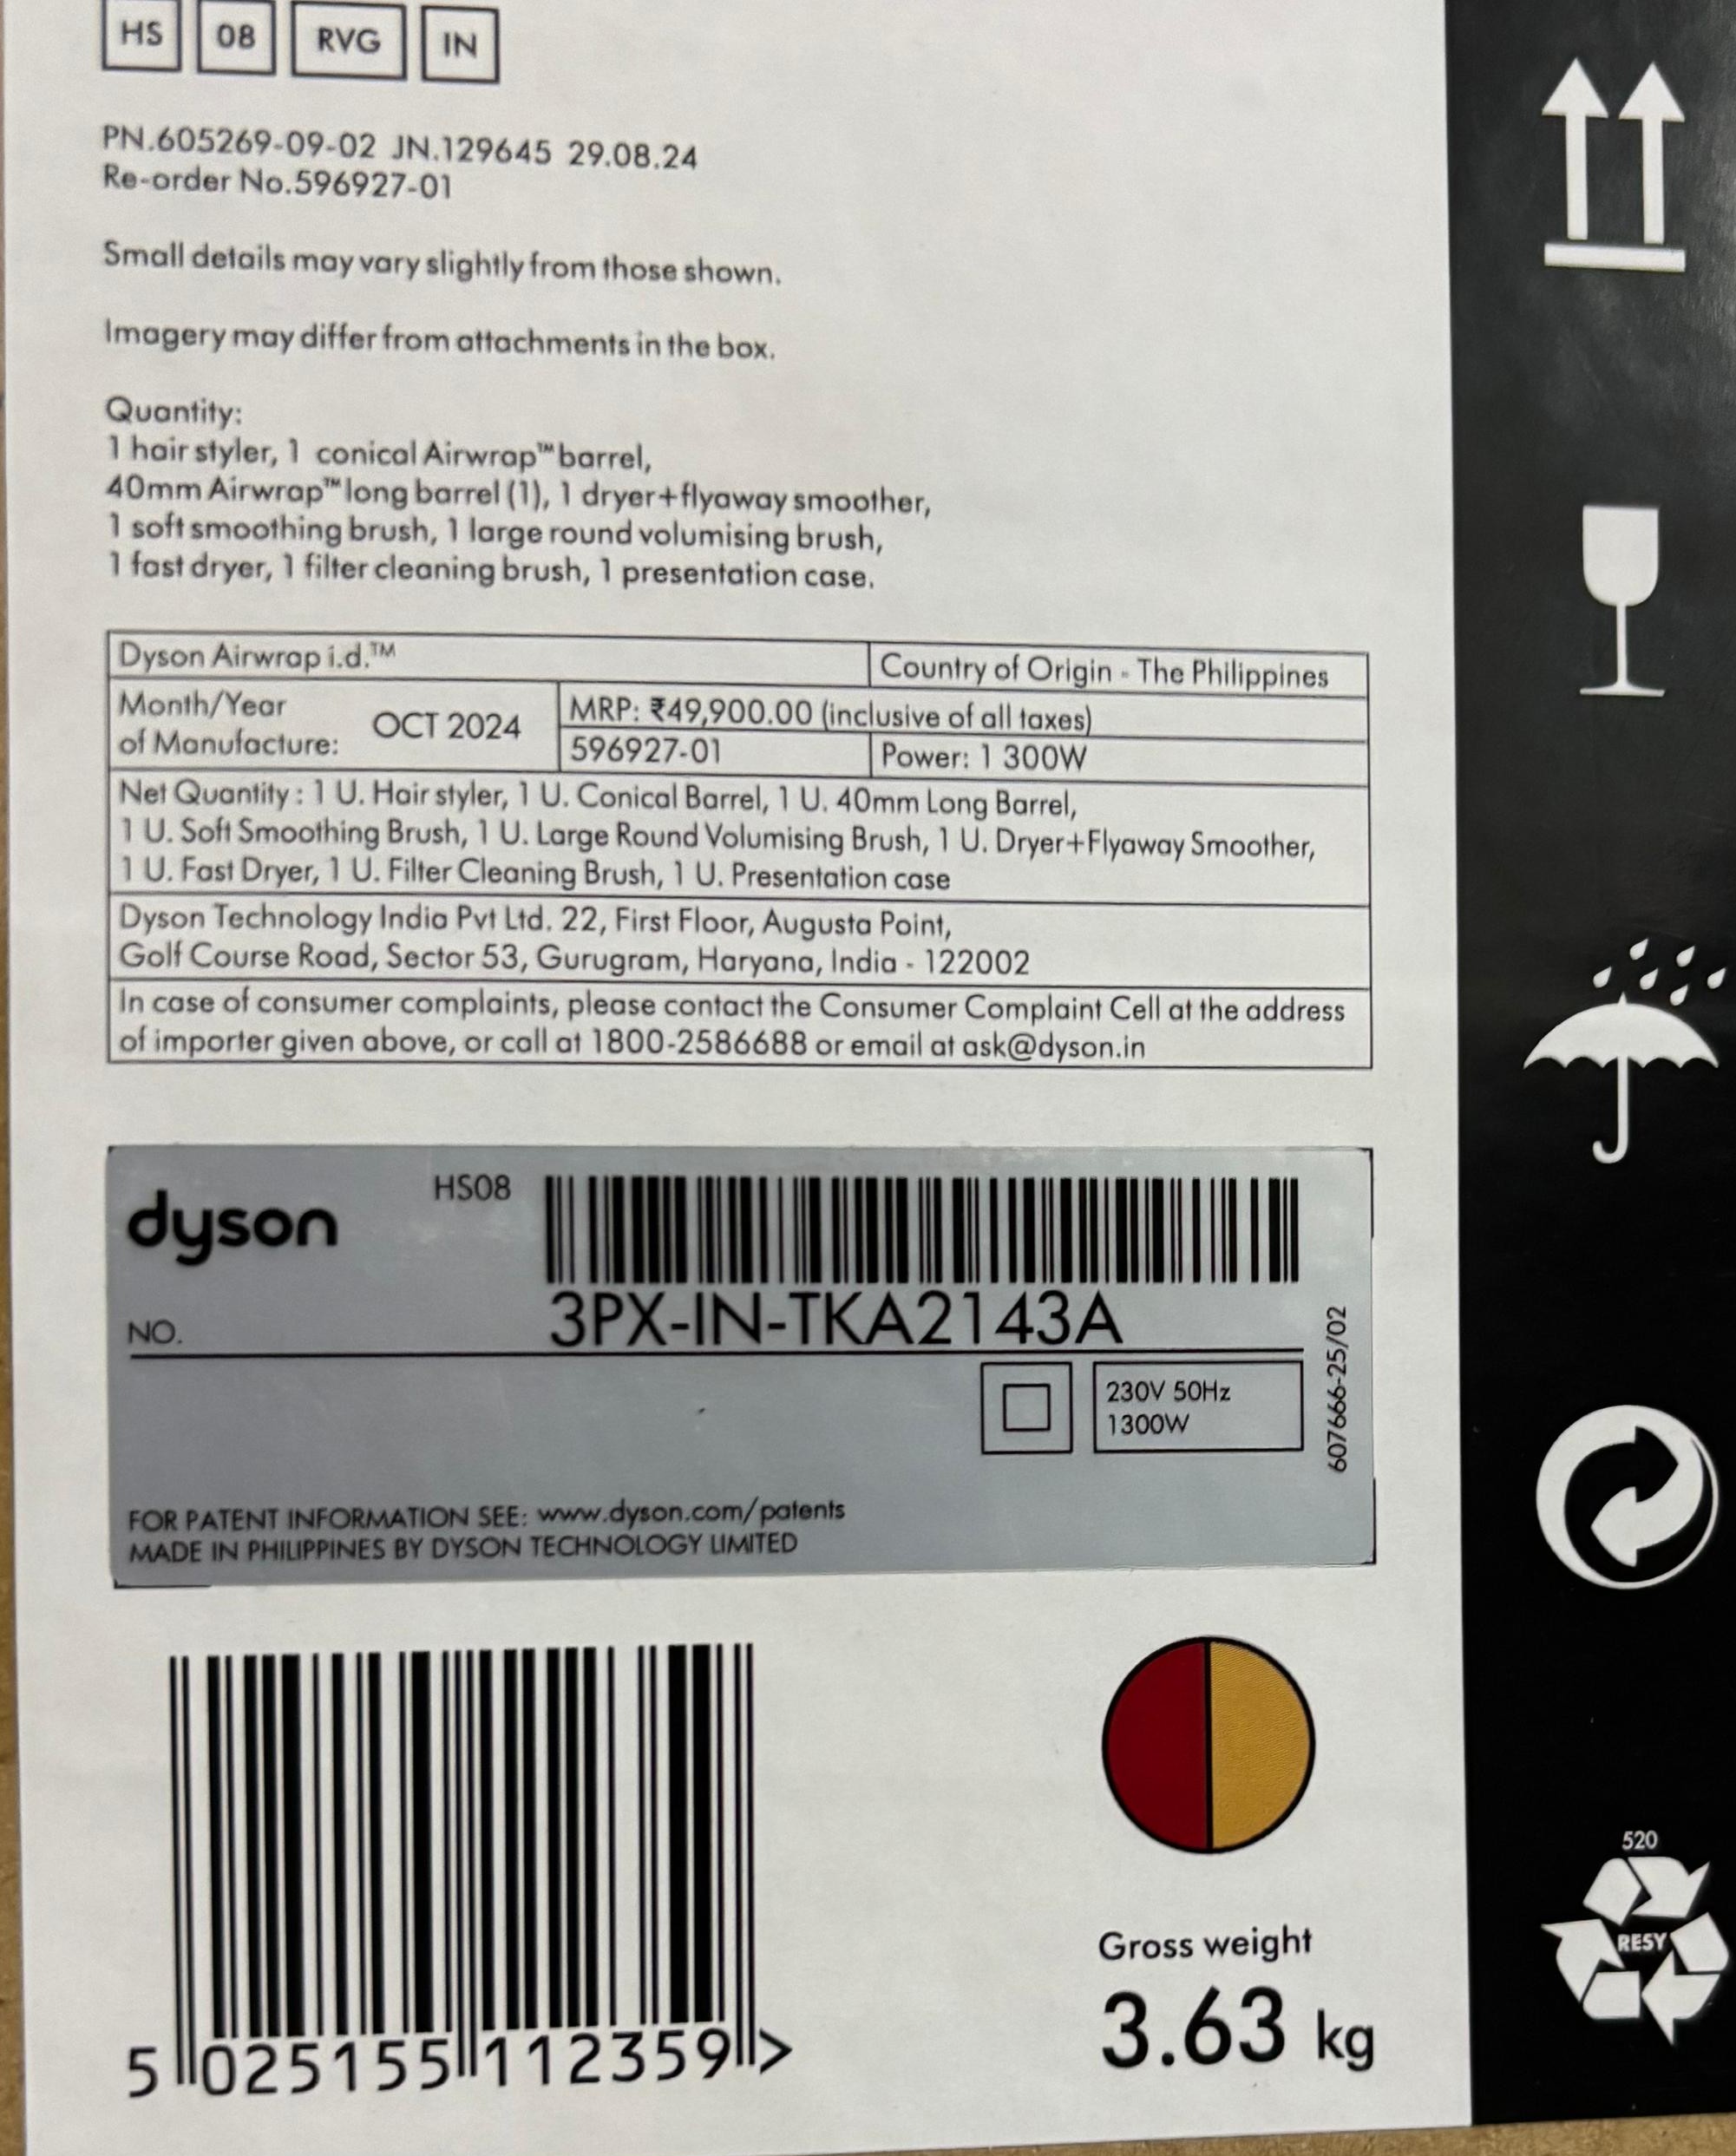 HS 08 RVG IN
PN.605269-09-02 JN.129645 29.08.24
Re-order No.596927-01
Small details may vary slightly from those shown.
Imagery may differ from attachments in the box.
Quantity:
1 hair styler, 1 conical Airwrap™ barrel,
40mm Airwrap™ long barrel (1), 1 dryer+flyaway smoother,
1 soft smoothing brush, 1 large round volumising brush,
1 fast dryer, 1 filter cleaning brush, 1 presentation case.
Dyson Airwrap i.d.™ Country of Origin - The Philippines
Month/Year
of Manufacture: OCT 2024
MRP: ₹49,900.00 (inclusive of all taxes)
596927-01 Power: 1 300W
Net Quantity : 1 U. Hair styler, 1 U. Conical Barrel, 1 U. 40mm Long Barrel,
1 U. Soft Smoothing Brush, 1 U. Large Round Volumising Brush, 1 U. Dryer+Flyaway Smoother,
1 U. Fast Dryer, 1 U. Filter Cleaning Brush, 1 U. Presentation case
Dyson Technology India Pvt Ltd. 22, First Floor, Augusta Point,
Golf Course Road, Sector 53, Gurugram, Haryana, India - 122002
In case of consumer complaints, please contact the Consumer Complaint Cell at the address
of importer given above, or call at 1800-2586688 or email at ask@dyson.in
dyson HS08
NO. 3PX-IN-TKA2143A
230V 50Hz
1300W
607666-25/02
FOR PATENT INFORMATION SEE: www.dyson.com/patents
MADE IN PHILIPPINES BY DYSON TECHNOLOGY LIMITED
5 025155 112359 >
Gross weight
3.63 kg
520
RESY